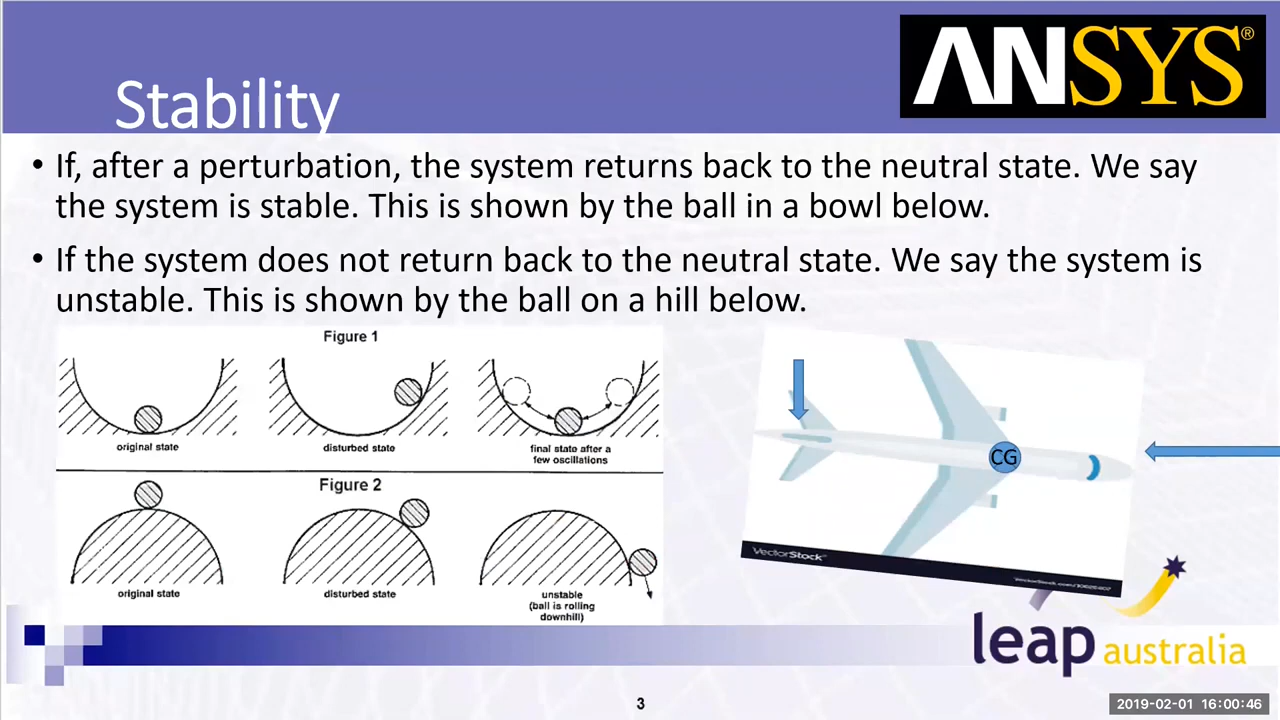 ANSYS®
Stability
• If, after a perturbation, the system returns back to the neutral state. We say
the system is stable. This is shown by the ball in a bowl below.
• If the system does not return back to the neutral state. We say the system is
unstable. This is shown by the ball on a hill below.
Figure 1
original state
disturbed state
final state after a
few oscillations
Figure 2
original state
disturbed state
unstable
(ball is rolling
downhill)
CG
VectorStock
leap australia
3
2019-02-01 16:00:46